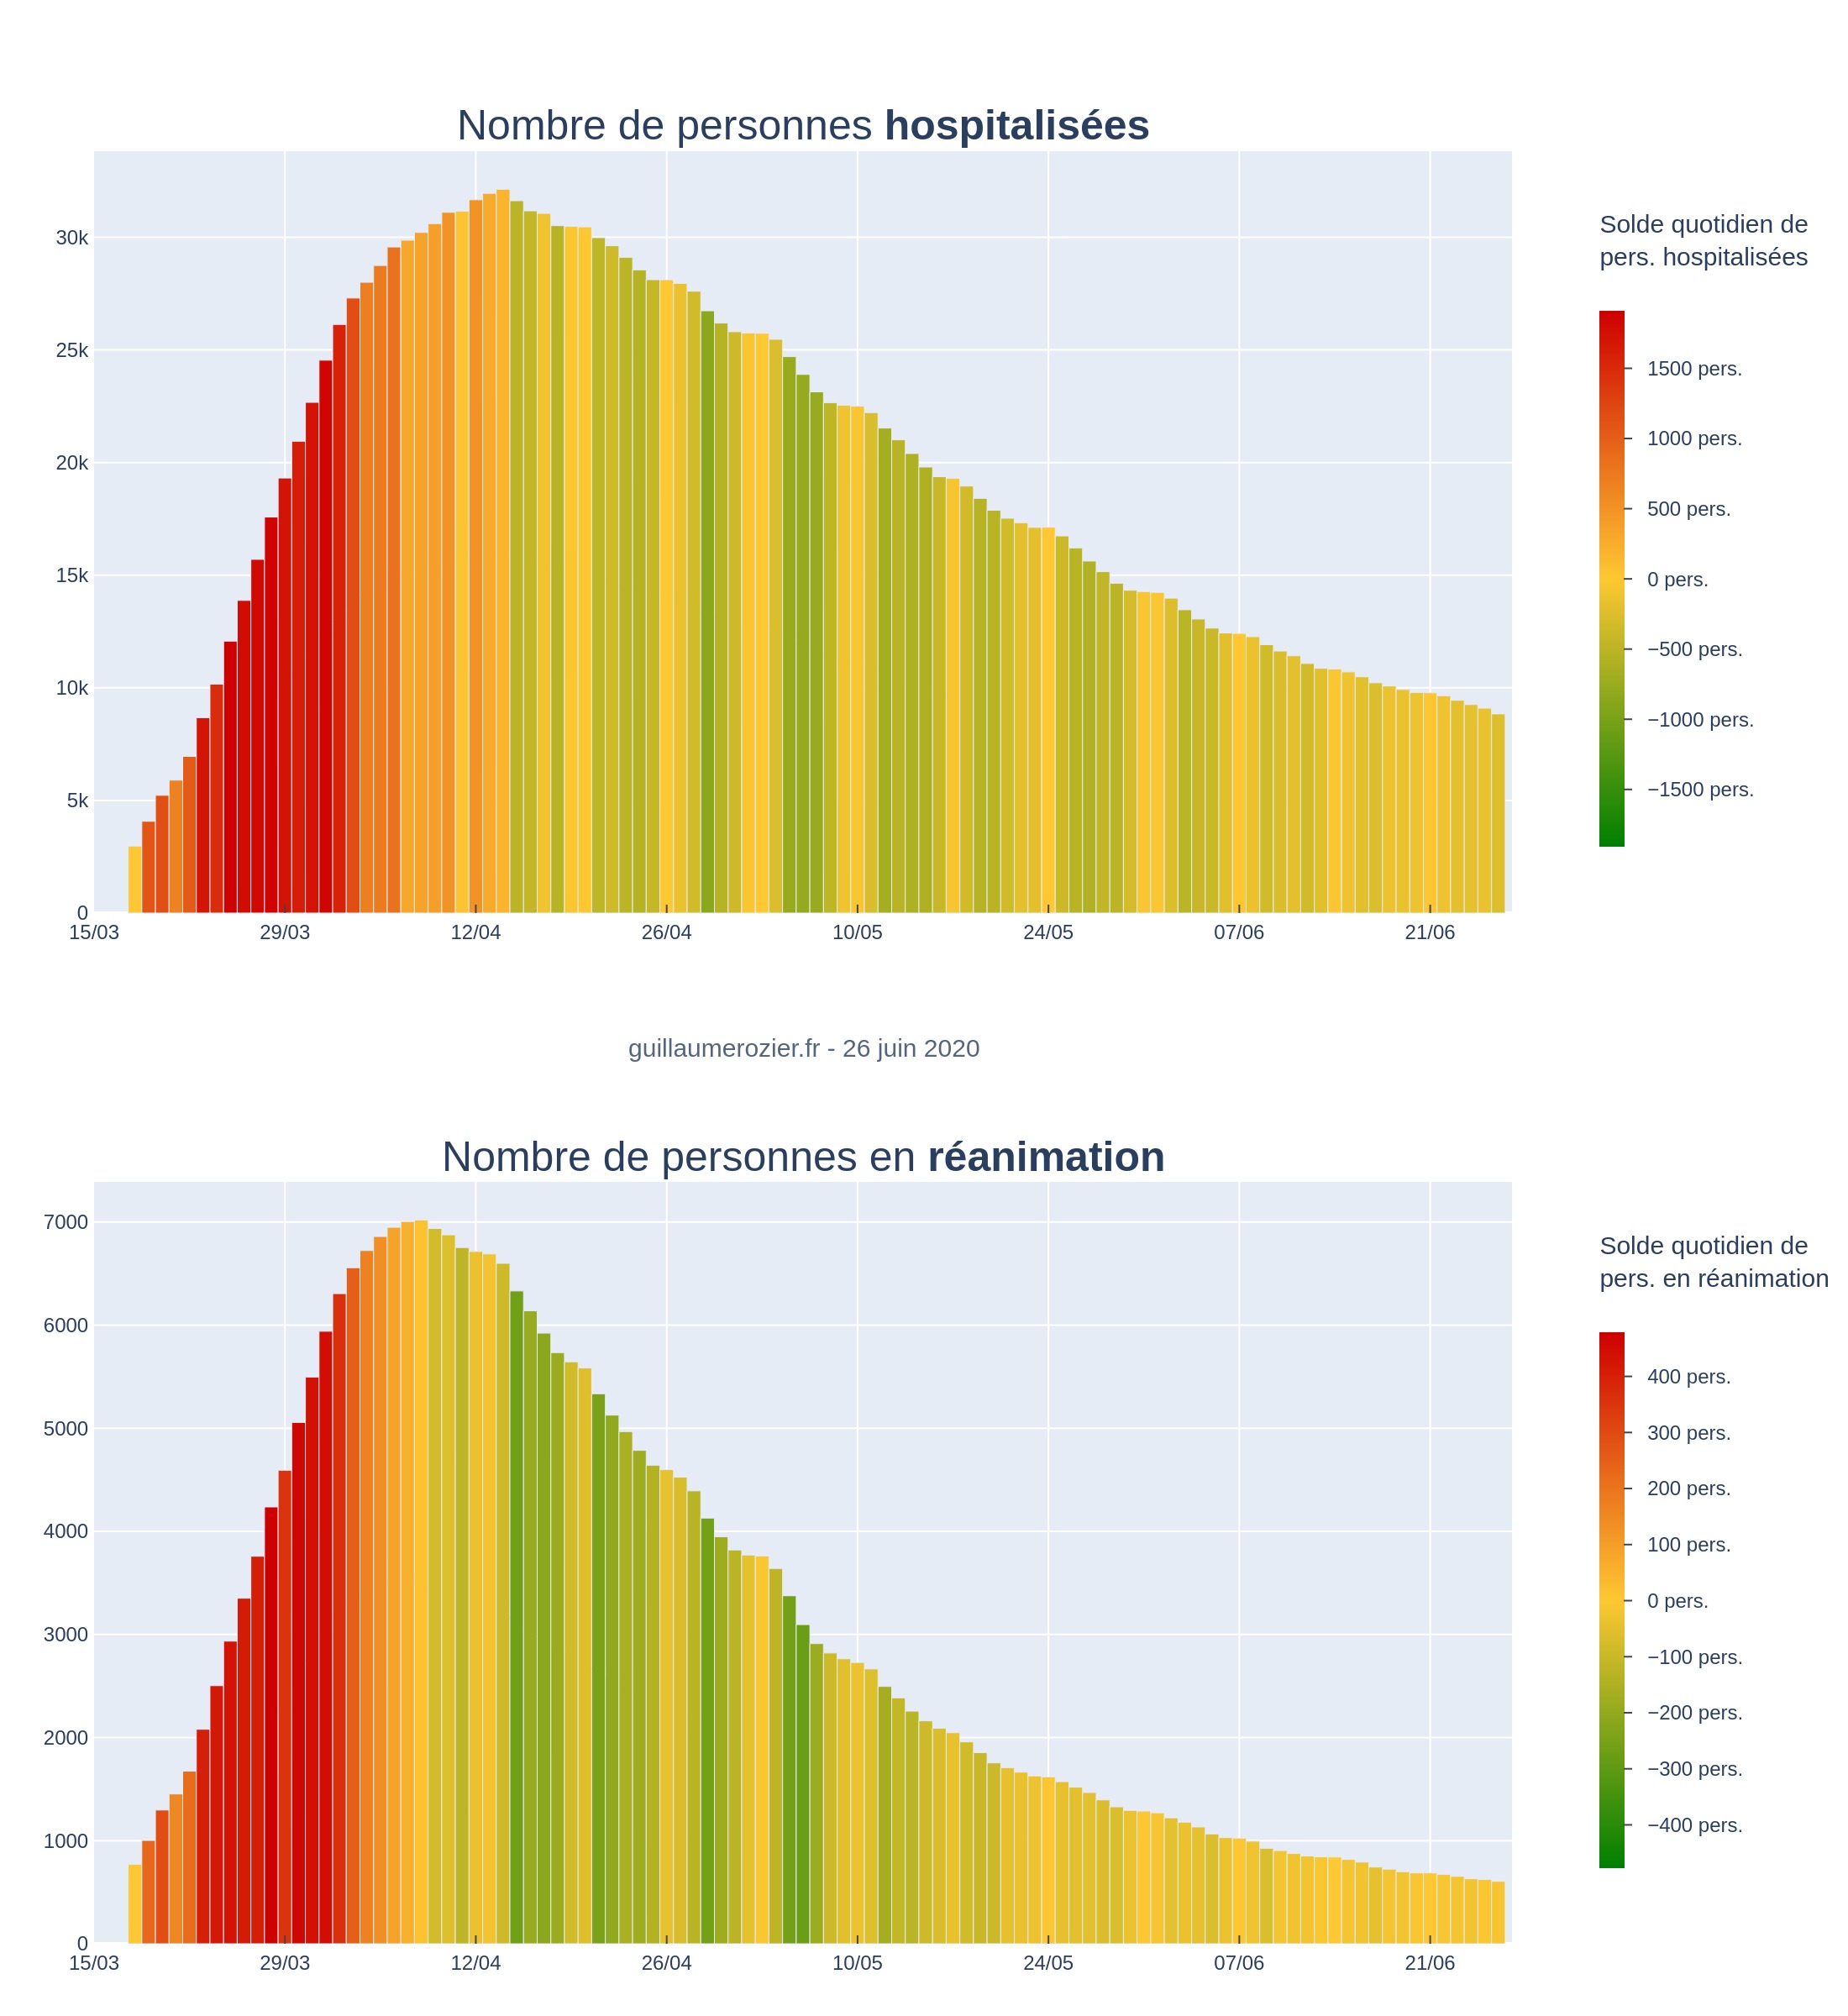 Nombre de personnes hospitalisées
30k
25k
20k
15k
10k
5k
0
15/03 29/03 12/04 26/04 10/05 24/05 07/06 21/06
Solde quotidien de
pers. hospitalisées
1500 pers.
1000 pers.
500 pers.
0 pers.
−500 pers.
−1000 pers.
−1500 pers.
guillaumerozier.fr - 26 juin 2020
Nombre de personnes en réanimation
7000
6000
5000
4000
3000
2000
1000
0
15/03 29/03 12/04 26/04 10/05 24/05 07/06 21/06
Solde quotidien de
pers. en réanimation
400 pers.
300 pers.
200 pers.
100 pers.
0 pers.
−100 pers.
−200 pers.
−300 pers.
−400 pers.